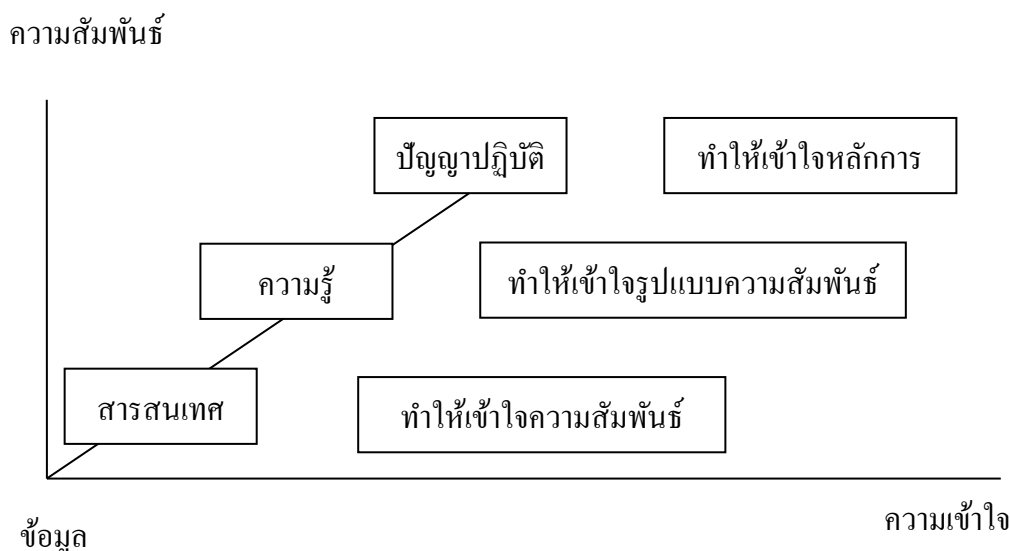 ความสัมพันธ์
ปัญญาปฏิบัติ
ทำให้เข้าใจหลักการ
ความรู้
ทำให้เข้าใจรูปแบบความสัมพันธ์
สารสนเทศ
ทำให้เข้าใจความสัมพันธ์
ความเข้าใจ
ข้อมูล